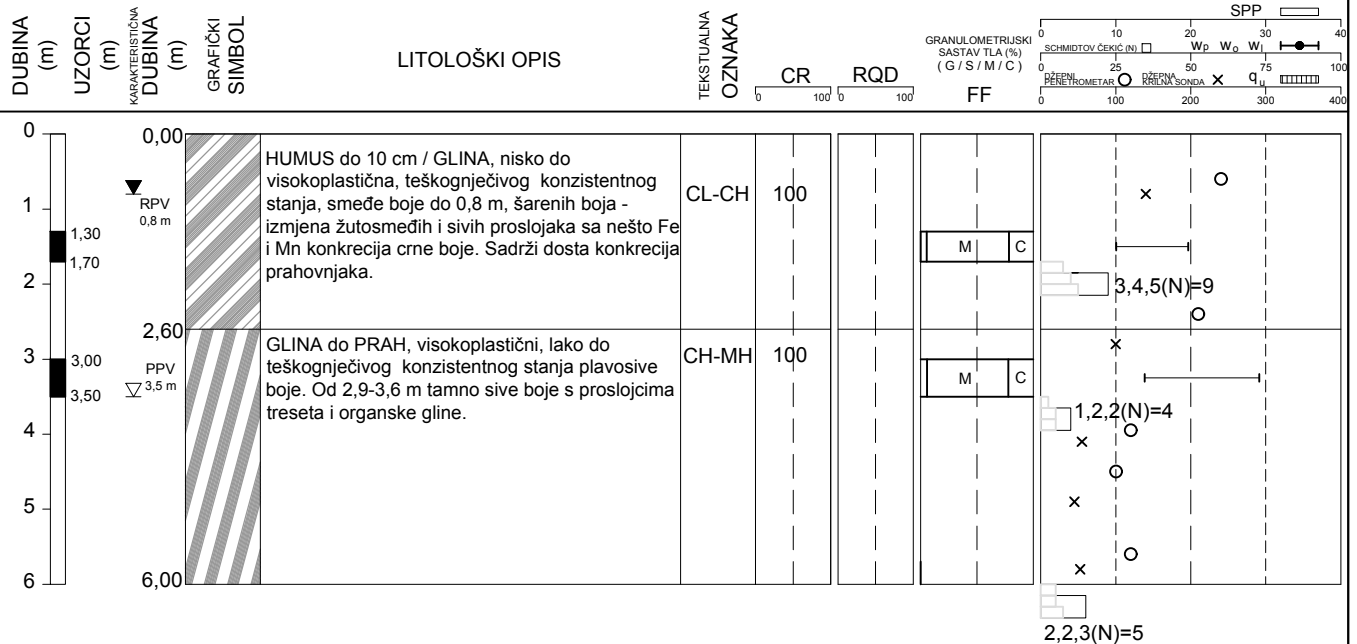 DUBINA
(m)
UZORCI
(m)
KARAKTERISTIČNA
DUBINA
(m)
GRAFIČKI
SIMBOL
LITOLOŠKI OPIS
TEKSTUALNA
OZNAKA
CR
0 100
RQD
0 100
GRANULOMETRIJSKI
SASTAV TLA (%)
( G / S / M / C )
FF
SPP
0 10 20 30 40
SCHMIDTOV ČEKIĆ (N)
wP wo wl
0 25 50 75 100
DŽEPNI
PENETROMETAR
DŽEPNA
KRILNA SONDA
qu
0 100 200 300 400
0
1
2
3
4
5
6
1,30
1,70
3,00
3,50
0,00
RPV
0,8 m
2,60
PPV
3,5 m
6,00
HUMUS do 10 cm / GLINA, nisko do
visokoplastična, teškognječivog konzistentnog
stanja, smeđe boje do 0,8 m, šarenih boja -
izmjena žutosmeđih i sivih proslojaka sa nešto Fe
i Mn konkrecija crne boje. Sadrži dosta konkrecija
prahovnjaka.
CL-CH
100
M C
3,4,5(N)=9
GLINA do PRAH, visokoplastični, lako do
teškognječivog konzistentnog stanja plavosive
boje. Od 2,9-3,6 m tamno sive boje s proslojcima
treseta i organske gline.
CH-MH
100
M C
1,2,2(N)=4
2,2,3(N)=5